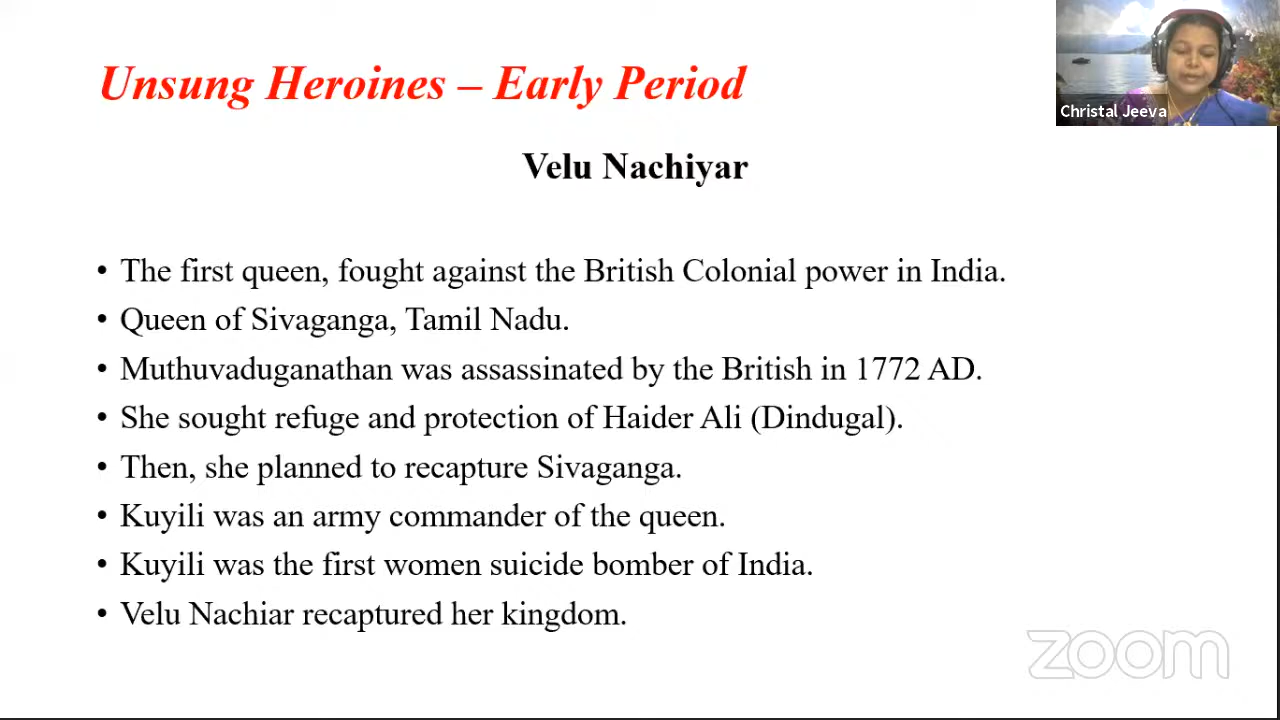 Unsung Heroines – Early Period
Christal Jeeva
Velu Nachiyar
• The first queen, fought against the British Colonial power in India.
• Queen of Sivaganga, Tamil Nadu.
• Muthuvaduganathan was assassinated by the British in 1772 AD.
• She sought refuge and protection of Haider Ali (Dindugal).
• Then, she planned to recapture Sivaganga.
• Kuyili was an army commander of the queen.
• Kuyili was the first women suicide bomber of India.
• Velu Nachiar recaptured her kingdom.
zoom